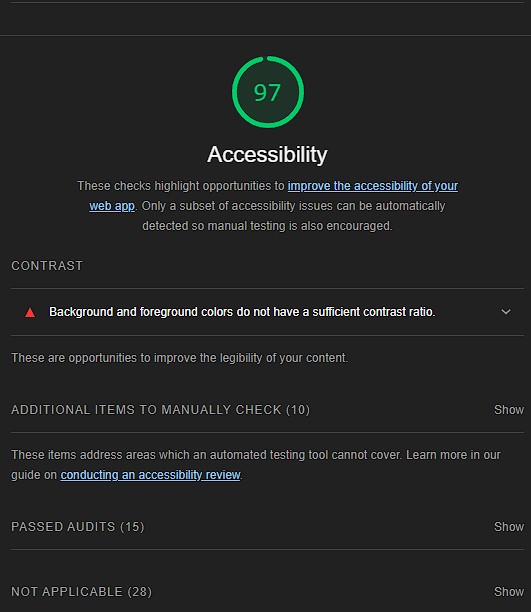 97
Accessibility
These checks highlight opportunities to improve the accessibility of your
web app. Only a subset of accessibility issues can be automatically
detected so manual testing is also encouraged.
CONTRAST
Background and foreground colors do not have a sufficient contrast ratio.
These are opportunities to improve the legibility of your content.
ADDITIONAL ITEMS TO MANUALLY CHECK (10) Show
These items address areas which an automated testing tool cannot cover. Learn more in our
guide on conducting an accessibility review.
PASSED AUDITS (15) Show
NOT APPLICABLE (28) Show